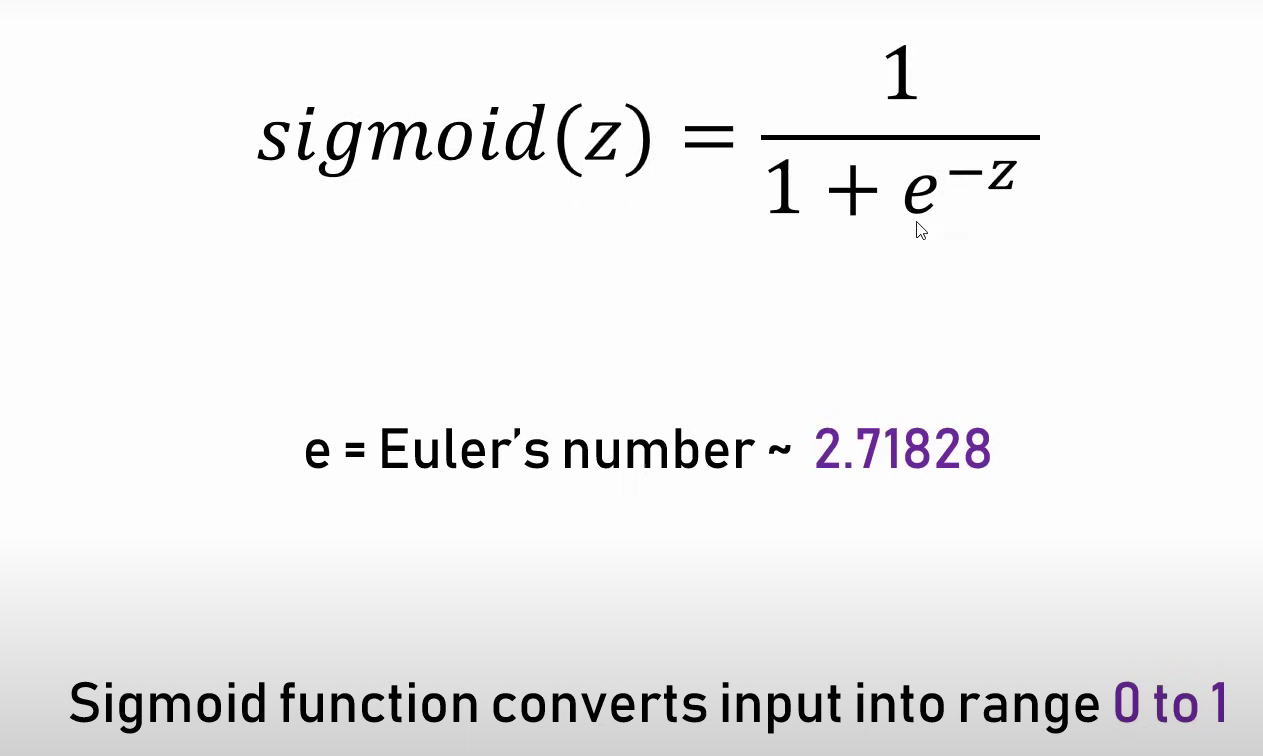 sigmoid(z) = 1 / (1 + e^{-z})
e = Euler’s number ~ 2.71828
Sigmoid function converts input into range 0 to 1